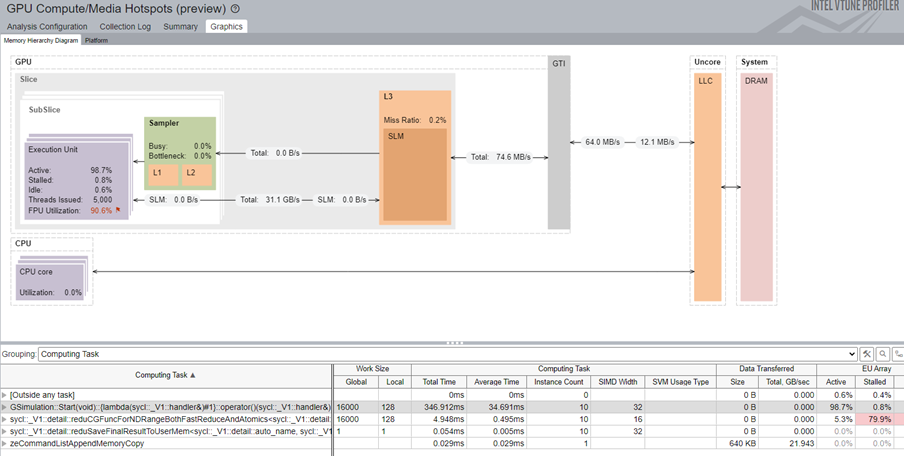 GPU Compute/Media Hotspots (preview)
INTEL VTUNE PROFILER
Analysis Configuration Collection Log Summary Graphics
Memory Hierarchy Diagram Platform
GPU
GTI
Uncore
System
Slice
LLC
DRAM
SubSlice
L3
Miss Ratio: 0.2%
SLM
Sampler
Busy: 0.0%
Bottleneck: 0.0%
L1 L2
Total: 0.0 B/s
Total: 74.6 MB/s
64.0 MB/s 12.1 MB/s
Execution Unit
Active: 98.7%
Stalled: 0.8%
Idle: 0.6%
Threads Issued: 5,000
FPU Utilization: 90.6%
SLM: 0.0 B/s Total: 31.1 GB/s SLM: 0.0 B/s
CPU
CPU core
Utilization: 0.0%
Grouping: Computing Task
Computing Task Work Size Computing Task Data Transferred EU Array
Global Local Total Time Average Time Instance Count SIMD Width SVM Usage Type Size Total, GB/sec Active Stalled
[Outside any task] 0ms 0ms 0 0 B 0.000 0.6% 0.4%
GSimulation::Start(void)::{lambda(sycl::_V1::handler&)#1}::operator()(sycl::_V1::handler&) 16000 128 346.912ms 34.691ms 10 32 0 B 0.000 98.7% 0.8%
sycl::_V1::detail::reduCGFuncForNDRangeBothFastReduceAndAtomics<sycl::_V1::detail: 16000 128 4.948ms 0.495ms 10 16 0 B 0.000 5.3% 79.9%
sycl::_V1::detail::reduSaveFinalResultToUserMem<sycl::_V1::detail::auto_name, sycl::_V1 1 1 0.054ms 0.005ms 10 32 0 B 0.000 0.0% 0.0%
zeCommandListAppendMemoryCopy 0.029ms 0.029ms 1 640 KB 21.943 0.0% 0.0%